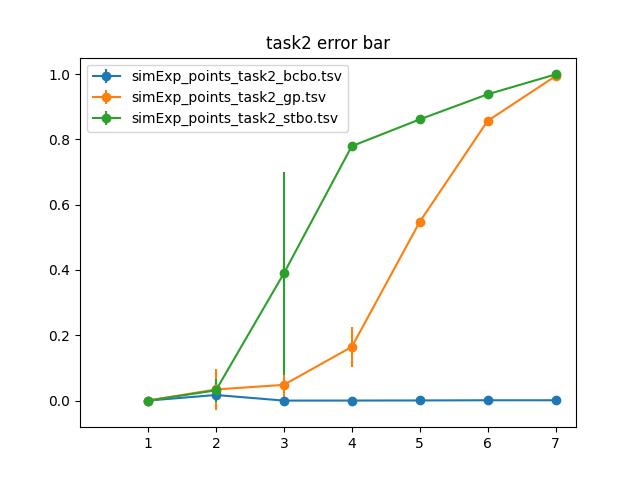 task2 error bar
simExp_points_task2_bcbo.tsv
simExp_points_task2_gp.tsv
simExp_points_task2_stbo.tsv
1.0
0.8
0.6
0.4
0.2
0.0
1 2 3 4 5 6 7